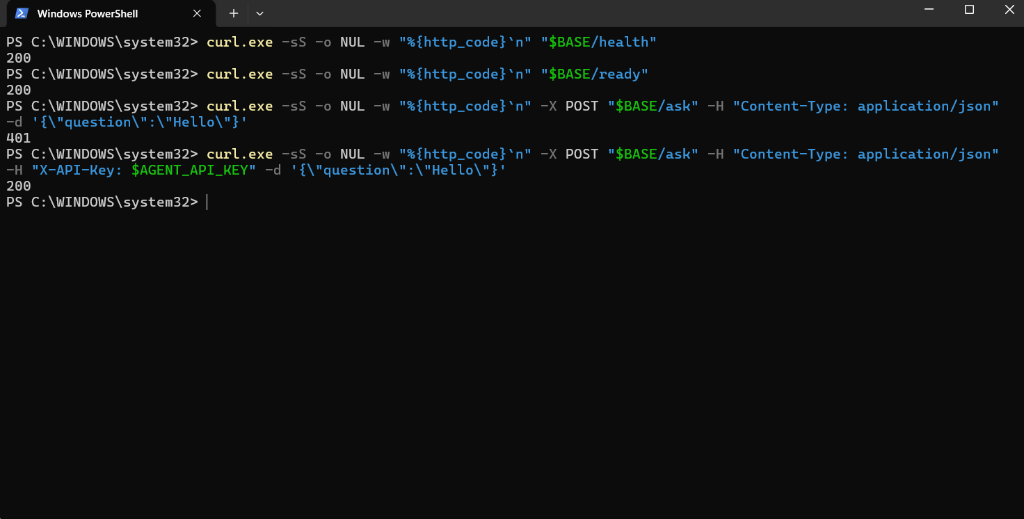 Windows PowerShell
PS C:\WINDOWS\system32> curl.exe -sS -o NUL -w "%{http_code}`n" "$BASE/health"
200
PS C:\WINDOWS\system32> curl.exe -sS -o NUL -w "%{http_code}`n" "$BASE/ready"
200
PS C:\WINDOWS\system32> curl.exe -sS -o NUL -w "%{http_code}`n" -X POST "$BASE/ask" -H "Content-Type: application/json"
-d '{\"question\":\"Hello\"}'
401
PS C:\WINDOWS\system32> curl.exe -sS -o NUL -w "%{http_code}`n" -X POST "$BASE/ask" -H "Content-Type: application/json"
-H "X-API-Key: $AGENT_API_KEY" -d '{\"question\":\"Hello\"}'
200
PS C:\WINDOWS\system32>